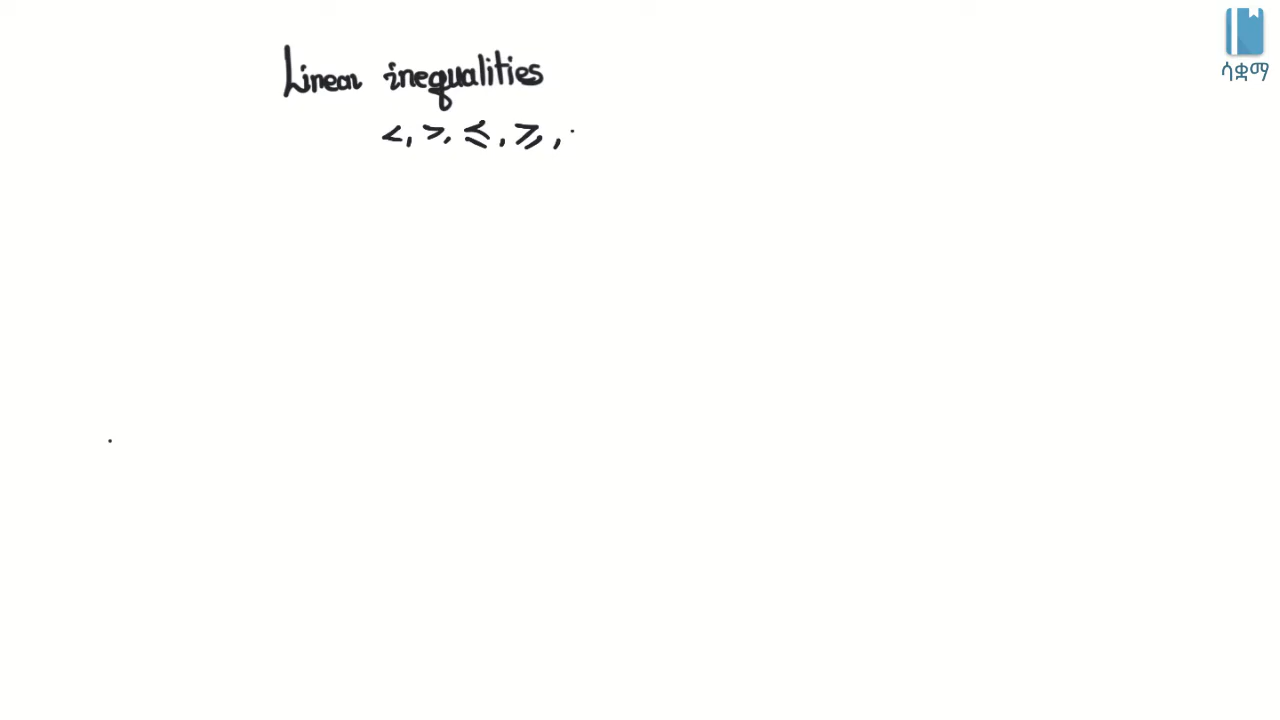 Linear inequalities
<, >, ≤, ≥,
ሳቋማ